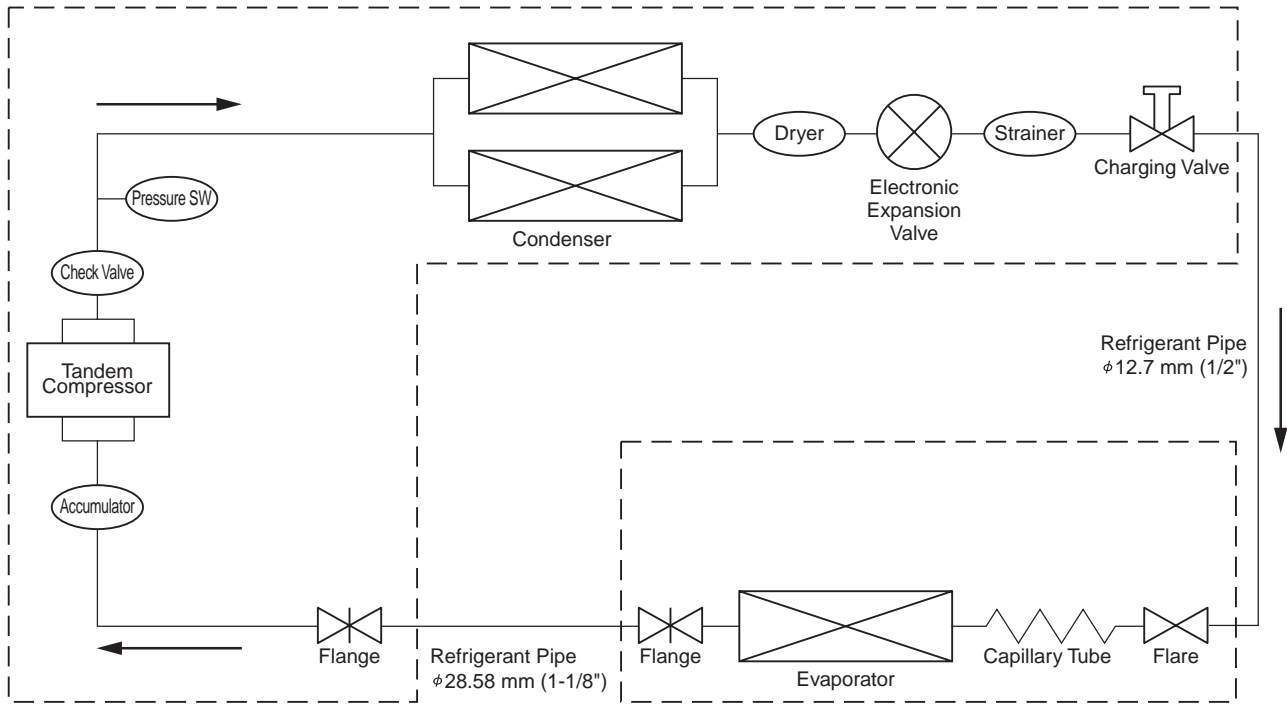 Dryer
Strainer
Charging Valve
Electronic
Expansion
Valve
Condenser
Pressure SW
Check Valve
Tandem
Compressor
Accumulator
Refrigerant Pipe
ϕ12.7 mm (1/2")
Flange
Refrigerant Pipe
ϕ28.58 mm (1-1/8")
Flange
Evaporator
Capillary Tube
Flare